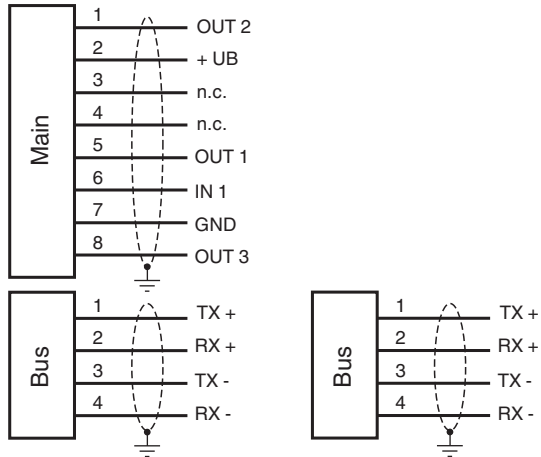 Main
1 OUT 2
2 + UB
3 n.c.
4 n.c.
5 OUT 1
6 IN 1
7 GND
8 OUT 3
Bus
1 TX +
2 RX +
3 TX -
4 RX -
Bus
1 TX +
2 RX +
3 TX -
4 RX -